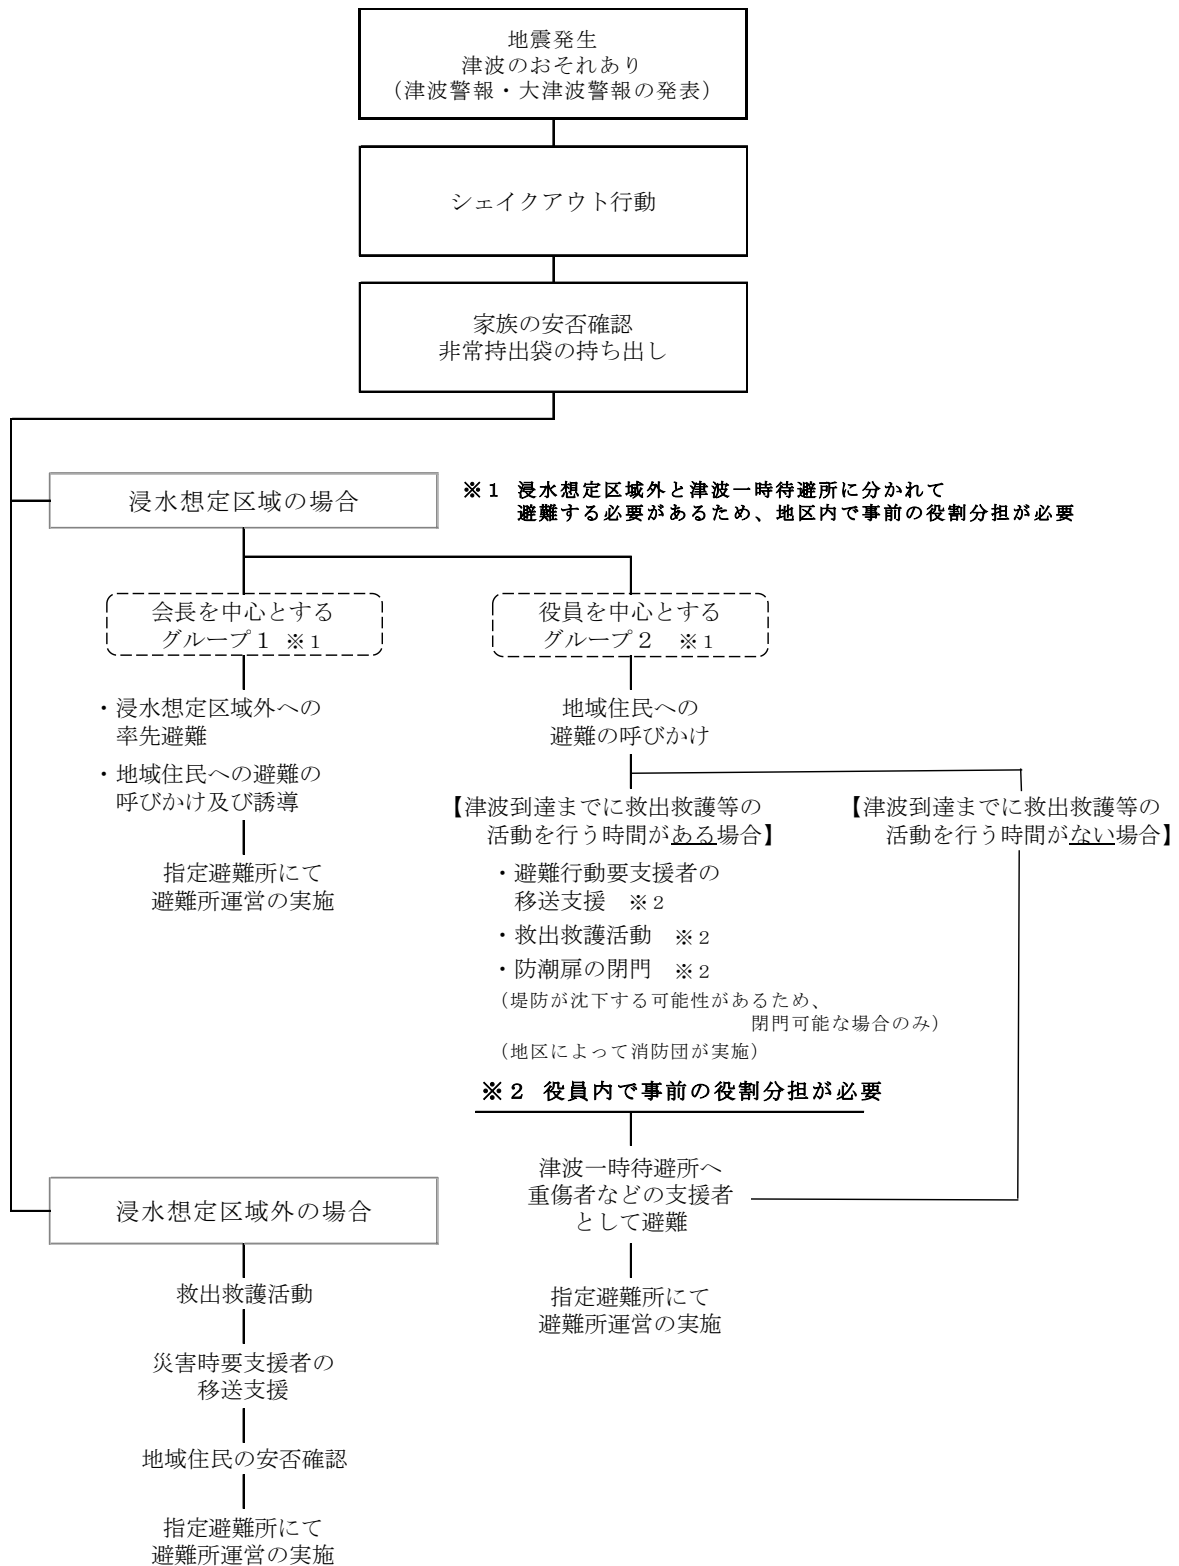 地震発生
津波のおそれあり
（津波警報・大津波警報の発表）
シェイクアウト行動
家族の安否確認
非常持出袋の持ち出し
浸水想定区域の場合
※１ 浸水想定区域外と津波一時待避所に分かれて
避難する必要があるため、地区内で事前の役割分担が必要
会長を中心とする
グループ１ ※1
役員を中心とする
グループ２ ※1
・浸水想定区域外への
率先避難
・地域住民への避難の
呼びかけ及び誘導
指定避難所にて
避難所運営の実施
地域住民への
避難の呼びかけ
【津波到達までに救出救護等の
活動を行う時間がある場合】
・避難行動要支援者の
移送支援 ※2
・救出救護活動 ※2
・防潮扉の閉門 ※2
（堤防が沈下する可能性があるため、
閉門可能な場合のみ）
（地区によって消防団が実施）
※２ 役員内で事前の役割分担が必要
【津波到達までに救出救護等の
活動を行う時間がない場合】
津波一時待避所へ
重傷者などの支援者
として避難
指定避難所にて
避難所運営の実施
浸水想定区域外の場合
救出救護活動
災害時要支援者の
移送支援
地域住民の安否確認
指定避難所にて
避難所運営の実施